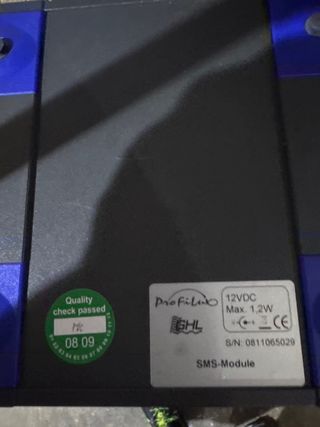 Quality
check passed
08 09
ProfiLux
GHL
12VDC
Max. 1,2W
CE
S/N: 0811065029
SMS-Module